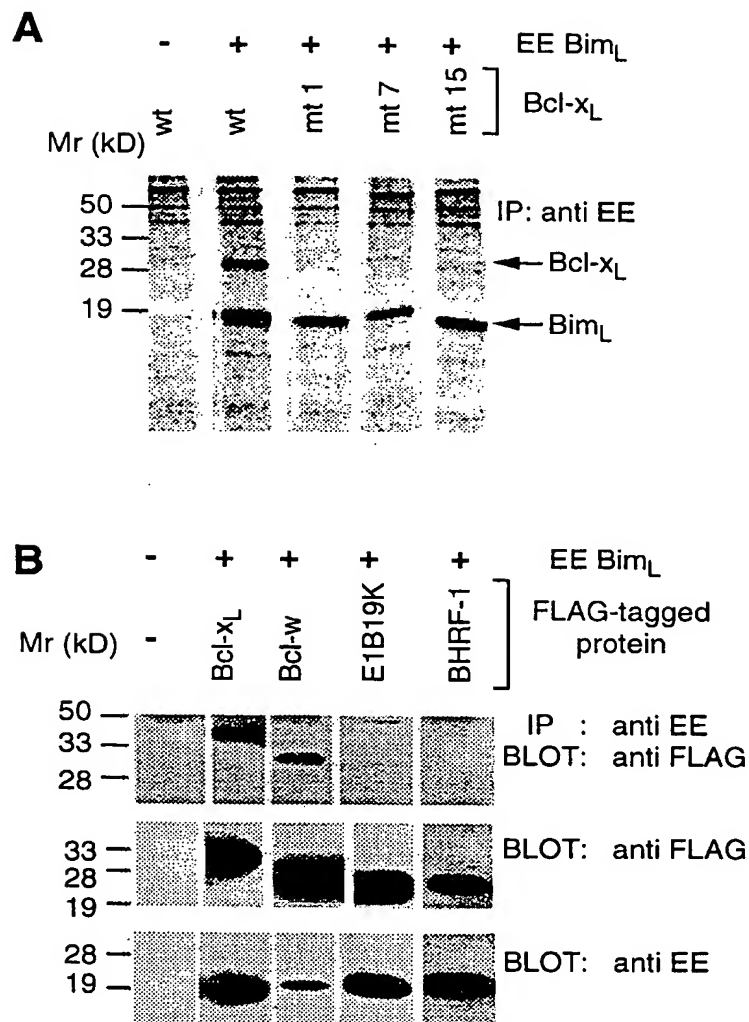 A
- + + + + EE BimL
wt wt mt 1 mt 7 mt 15 Bcl-xL
Mr (kD)
50
33
28
19
IP: anti EE
Bcl-xL
BimL
B
- + + + + EE BimL
- Bcl-xL Bcl-w E1B19K BHRF-1 FLAG-tagged
protein
Mr (kD)
50
33
28
IP : anti EE
BLOT: anti FLAG
33
28
19
BLOT: anti FLAG
28
19
BLOT: anti EE